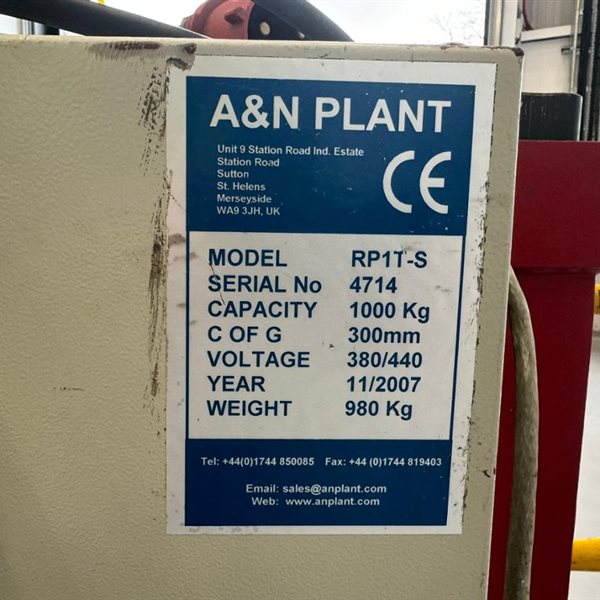 A&N PLANT
Unit 9 Station Road Ind. Estate
Station Road
Sutton
St. Helens
Merseyside
WA9 3JH, UK
CE
MODEL RP1T-S
SERIAL No 4714
CAPACITY 1000 Kg
C OF G 300mm
VOLTAGE 380/440
YEAR 11/2007
WEIGHT 980 Kg
Tel: +44(0)1744 850085 Fax: +44 (0)1744 819403
Email: sales@anplant.com
Web: www.anplant.com